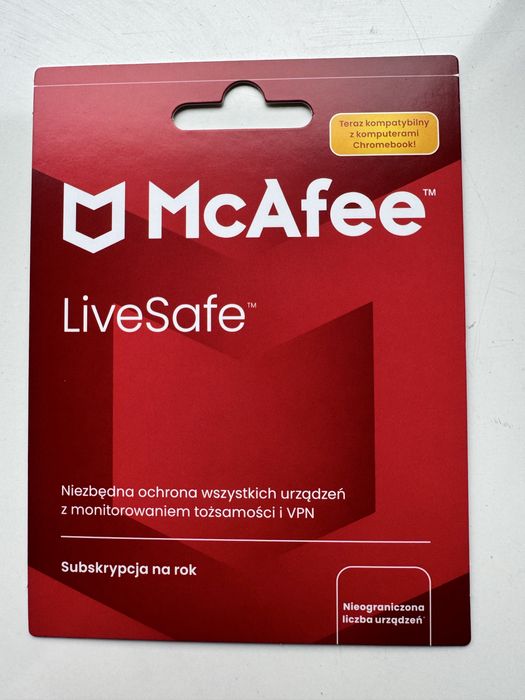 Teraz kompatybilny
z komputerami
Chromebook!
McAfee™
LiveSafe™
Niezbędna ochrona wszystkich urządzeń
z monitorowaniem tożsamości i VPN
Subskrypcja na rok
Nieograniczona
liczba urządzeń*